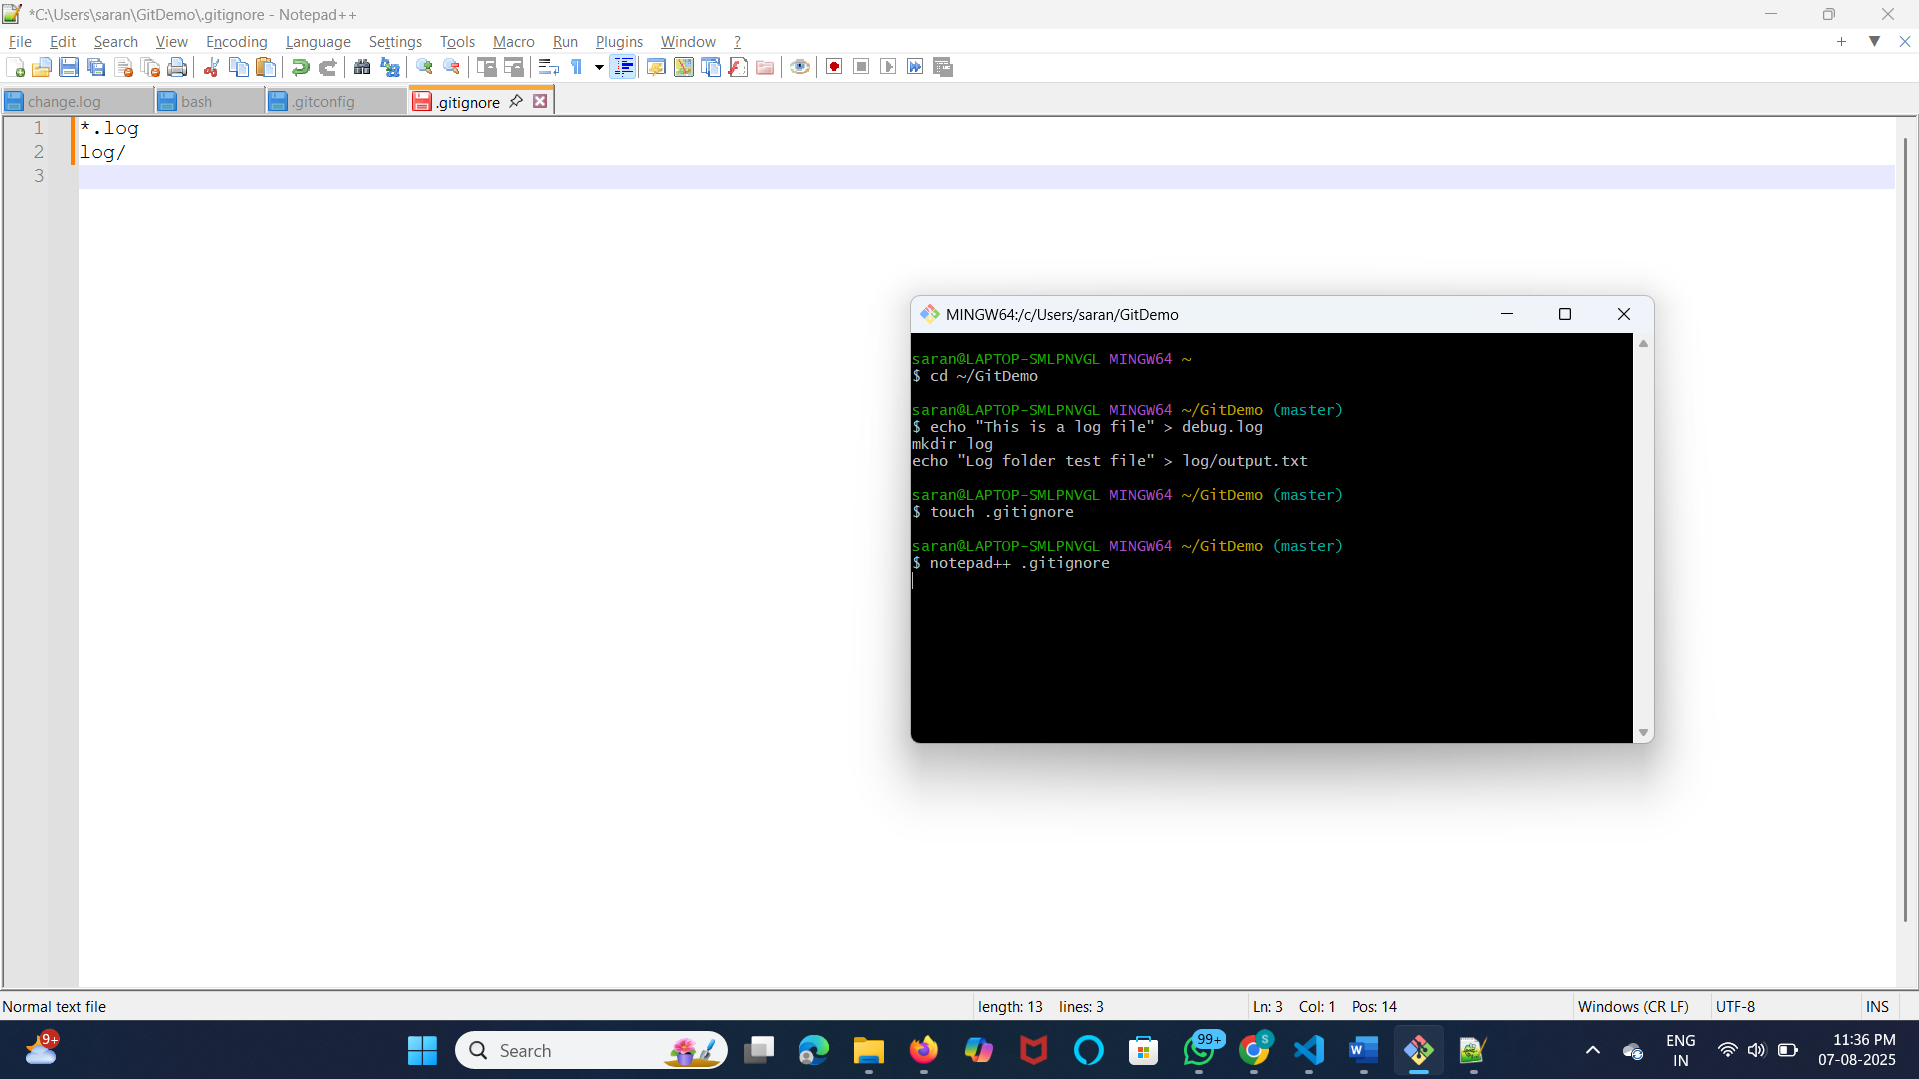 *C:\Users\saran\GitDemo\.gitignore - Notepad++
File Edit Search View Encoding Language Settings Tools Macro Run Plugins Window ?
change.log bash .gitconfig .gitignore
1 *.log
2 log/
3
MINGW64:/c/Users/saran/GitDemo
saran@LAPTOP-SMLPNVGL MINGW64 ~
$ cd ~/GitDemo
saran@LAPTOP-SMLPNVGL MINGW64 ~/GitDemo (master)
$ echo "This is a log file" > debug.log
mkdir log
echo "Log folder test file" > log/output.txt
saran@LAPTOP-SMLPNVGL MINGW64 ~/GitDemo (master)
$ touch .gitignore
saran@LAPTOP-SMLPNVGL MINGW64 ~/GitDemo (master)
$ notepad++ .gitignore
Normal text file length: 13 lines: 3 Ln: 3 Col: 1 Pos: 14 Windows (CR LF) UTF-8 INS
9+ Search 99+ S ENG 11:36 PM
IN 07-08-2025